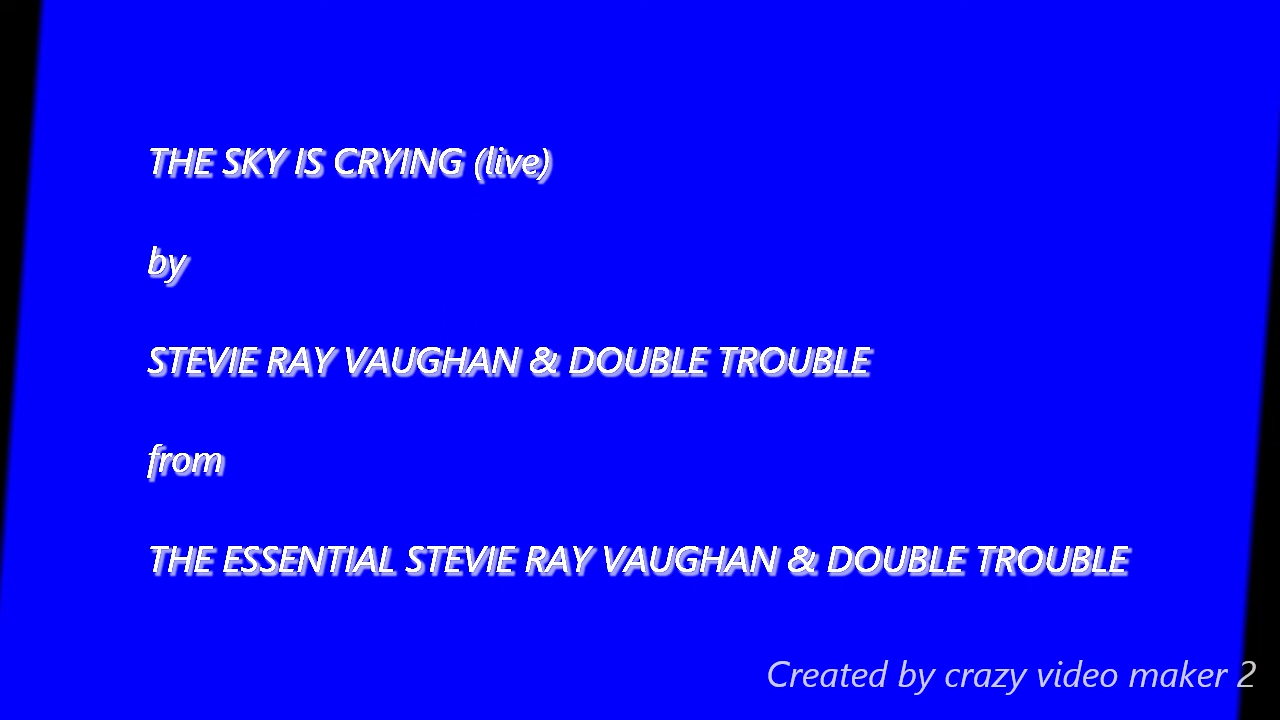 THE SKY IS CRYING (live)
by
STEVIE RAY VAUGHAN & DOUBLE TROUBLE
from
THE ESSENTIAL STEVIE RAY VAUGHAN & DOUBLE TROUBLE
Created by crazy video maker 2